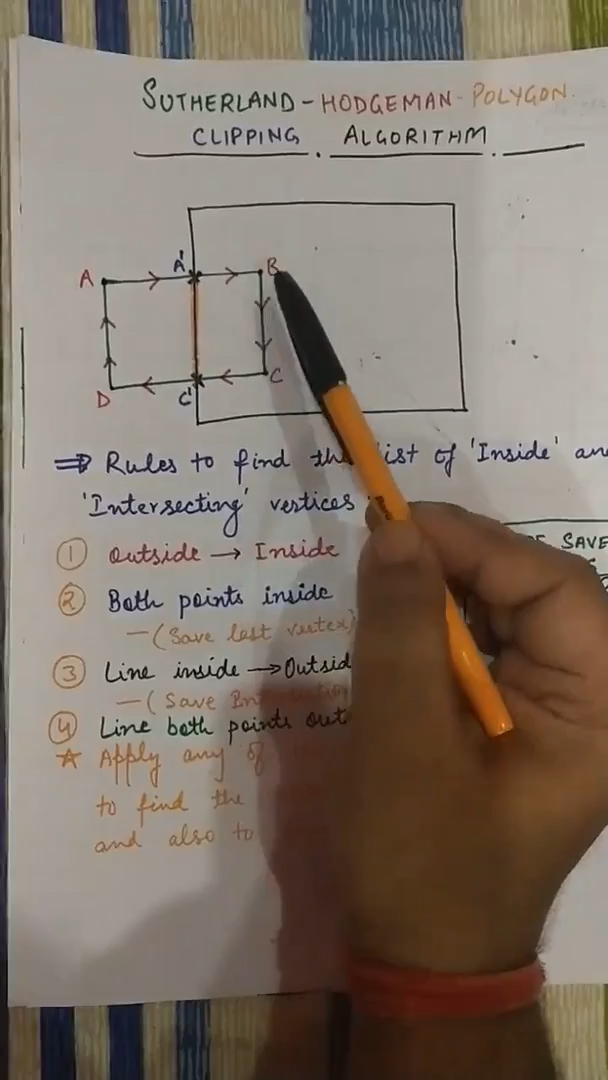 SUTHERLAND - HODGEMAN - POLYGON
CLIPPING ALGORITHM
A A' B
D C' C
⇒ Rules to find the list of 'Inside' an
'Intersecting' vertices
① Outside → Inside
SAVE
② Both points inside
— (Save last vertex)
③ Line inside → Outsid
— (Save Intersection
④ Line both points out
☆ Apply any of
to find the
and also to